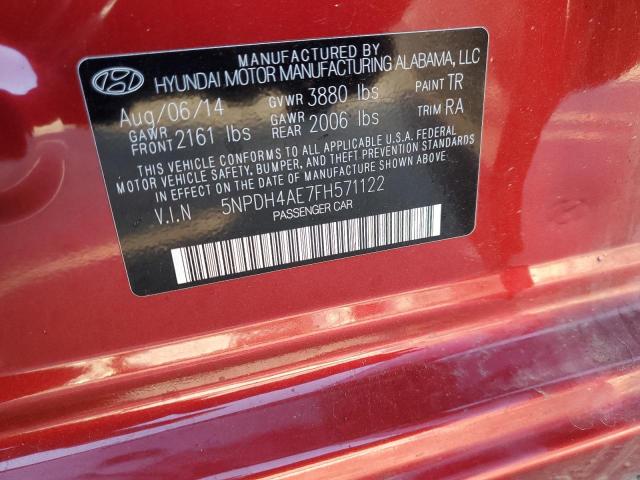 MANUFACTURED BY
HYUNDAI MOTOR MANUFACTURING ALABAMA, LLC
Aug/06/14 GVWR 3880 lbs PAINT TR
GAWR FRONT 2161 lbs GAWR REAR 2006 lbs TRIM RA
THIS VEHICLE CONFORMS TO ALL APPLICABLE U.S.A. FEDERAL
MOTOR VEHICLE SAFETY, BUMPER, AND THEFT PREVENTION STANDARDS
IN EFFECT ON THE DATE OF MANUFACTURE SHOWN ABOVE
V.I.N 5NPDH4AE7FH571122
PASSENGER CAR